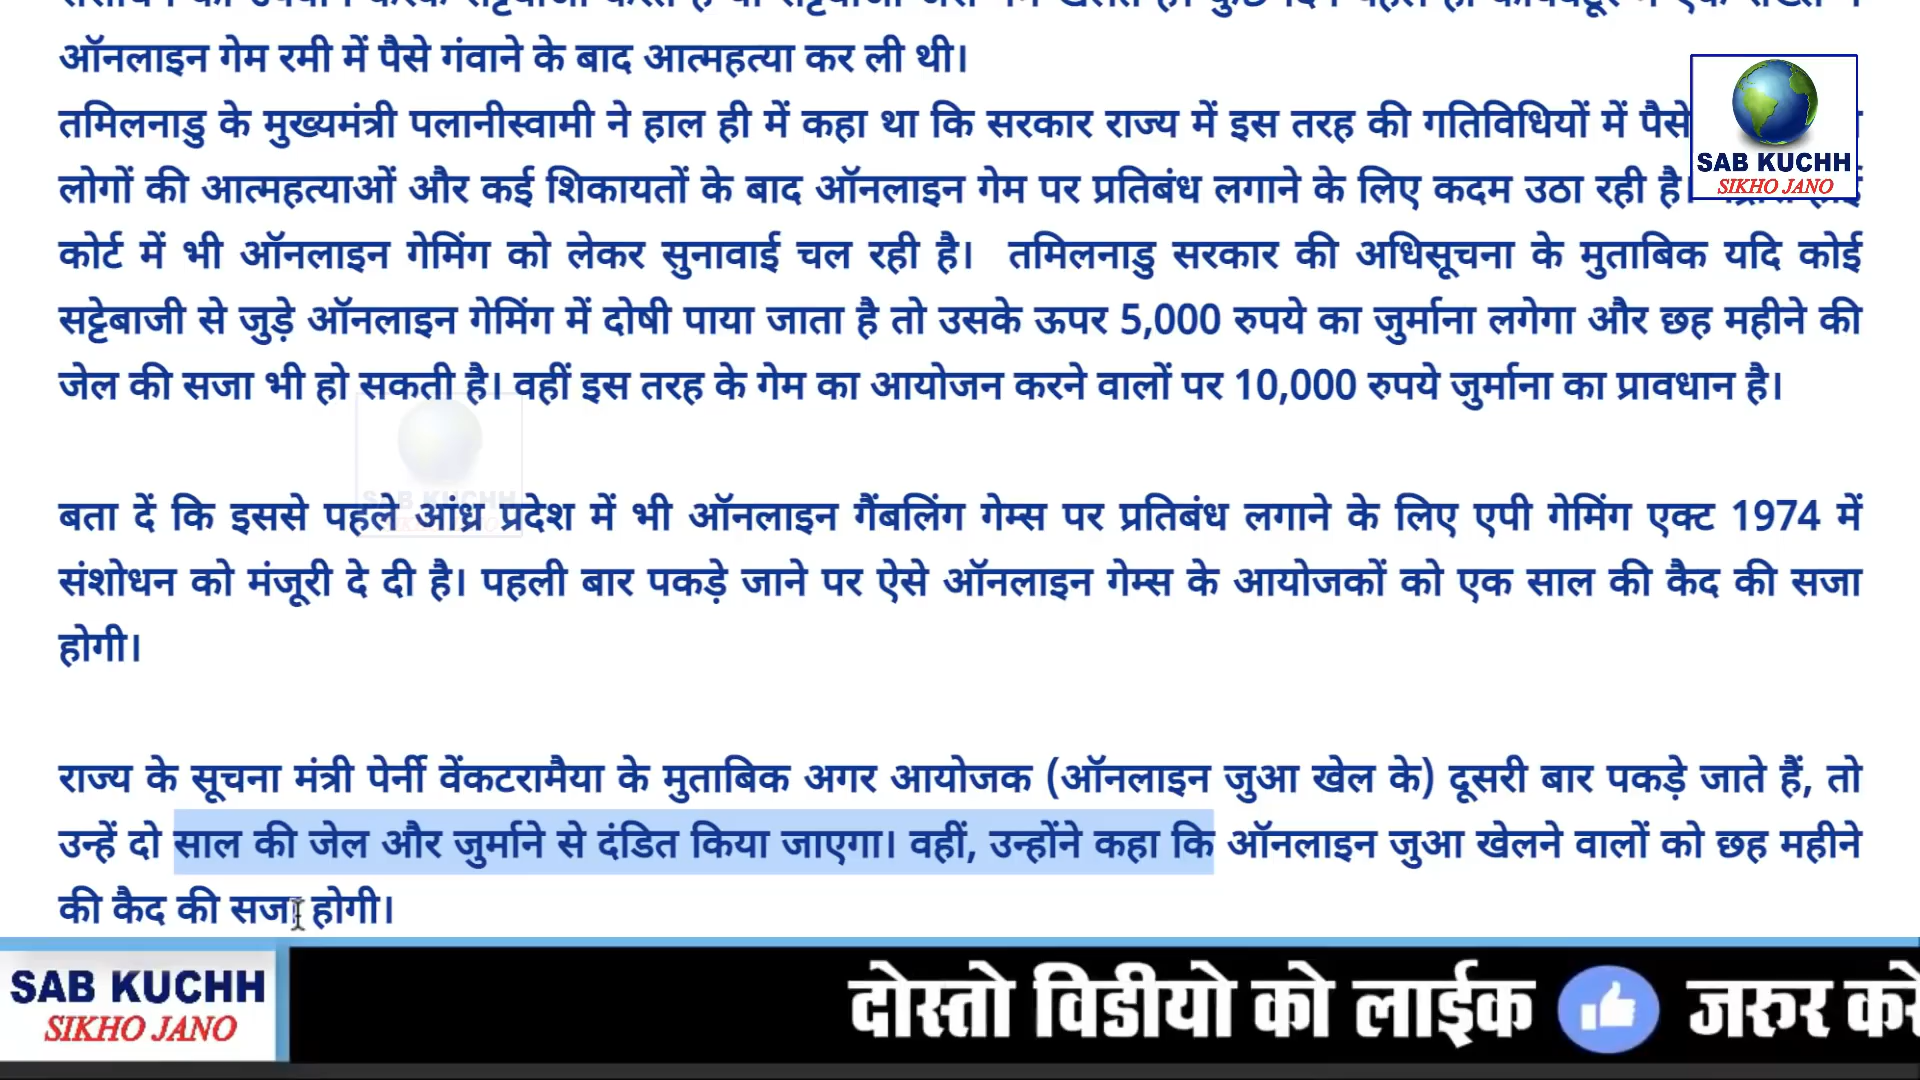 ऑनलाइन गेम रमी में पैसे गंवाने के बाद आत्महत्या कर ली थी।
तमिलनाडु के मुख्यमंत्री पलानीस्वामी ने हाल ही में कहा था कि सरकार राज्य में इस तरह की गतिविधियों में पैसे
लोगों की आत्महत्याओं और कई शिकायतों के बाद ऑनलाइन गेम पर प्रतिबंध लगाने के लिए कदम उठा रही है।
कोर्ट में भी ऑनलाइन गेमिंग को लेकर सुनावाई चल रही है। तमिलनाडु सरकार की अधिसूचना के मुताबिक यदि कोई
सट्टेबाजी से जुड़े ऑनलाइन गेमिंग में दोषी पाया जाता है तो उसके ऊपर 5,000 रुपये का जुर्माना लगेगा और छह महीने की
जेल की सजा भी हो सकती है। वहीं इस तरह के गेम का आयोजन करने वालों पर 10,000 रुपये जुर्माना का प्रावधान है।
बता दें कि इससे पहले आंध्र प्रदेश में भी ऑनलाइन गैंबलिंग गेम्स पर प्रतिबंध लगाने के लिए एपी गेमिंग एक्ट 1974 में
संशोधन को मंजूरी दे दी है। पहली बार पकड़े जाने पर ऐसे ऑनलाइन गेम्स के आयोजकों को एक साल की कैद की सजा
होगी।
राज्य के सूचना मंत्री पेर्नी वेंकटरामैया के मुताबिक अगर आयोजक (ऑनलाइन जुआ खेल के) दूसरी बार पकड़े जाते हैं, तो
उन्हें दो साल की जेल और जुर्माने से दंडित किया जाएगा। वहीं, उन्होंने कहा कि ऑनलाइन जुआ खेलने वालों को छह महीने
की कैद की सजा होगी।
SAB KUCHH
SIKHO JANO
SAB KUCHH
SAB KUCHH
SIKHO JANO
दोस्तो विडीयो को लाईक जरुर करे